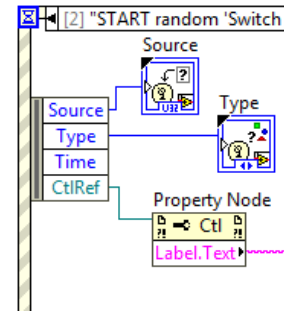 [2] "START random 'Switch
Source
?
U32
Type
?
Source
Type
Time
CtlRef
Property Node
?! Ctl ?!
Label.Text